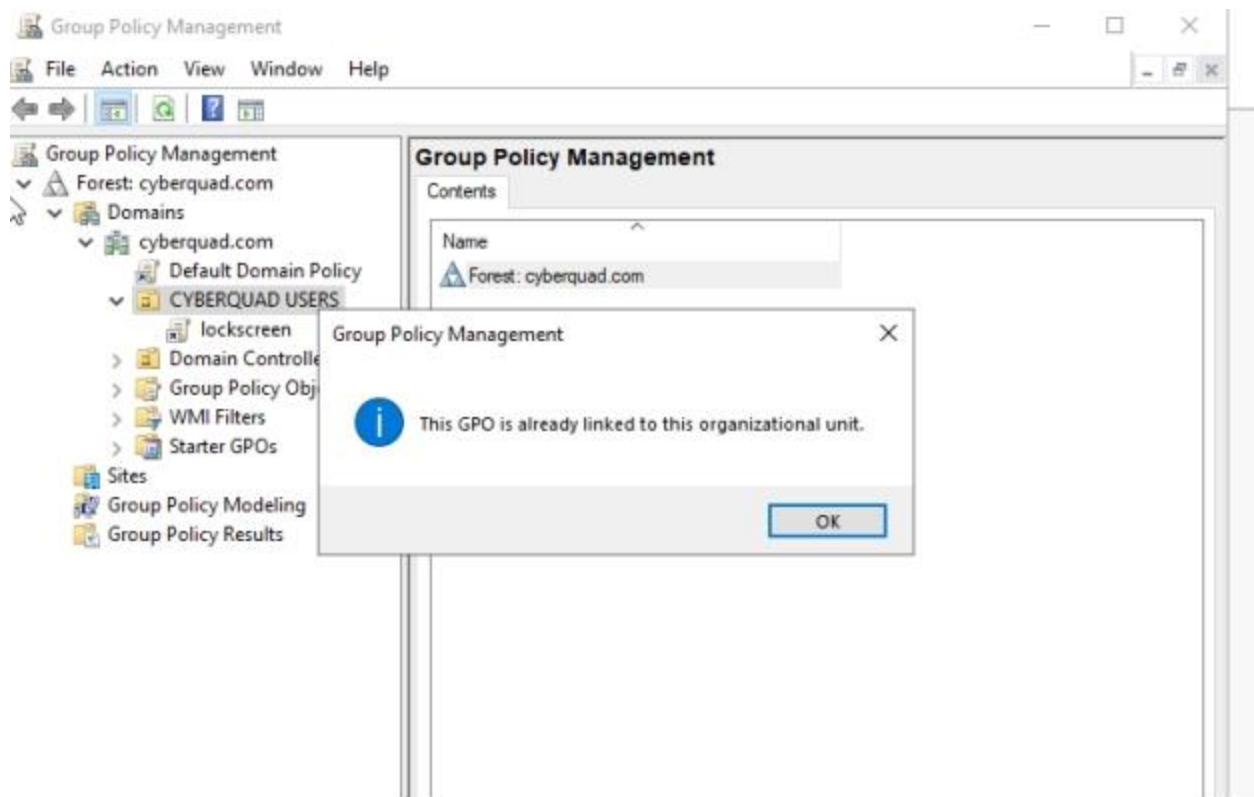 Group Policy Management
File Action View Window Help
Group Policy Management
Forest: cyberquad.com
Domains
cyberquad.com
Default Domain Policy
CYBERQUAD USERS
lockscreen
Domain Controlle
Group Policy Obj
WMI Filters
Starter GPOs
Sites
Group Policy Modeling
Group Policy Results
Group Policy Management
Contents
Name
Forest: cyberquad.com
Group Policy Management
This GPO is already linked to this organizational unit.
OK